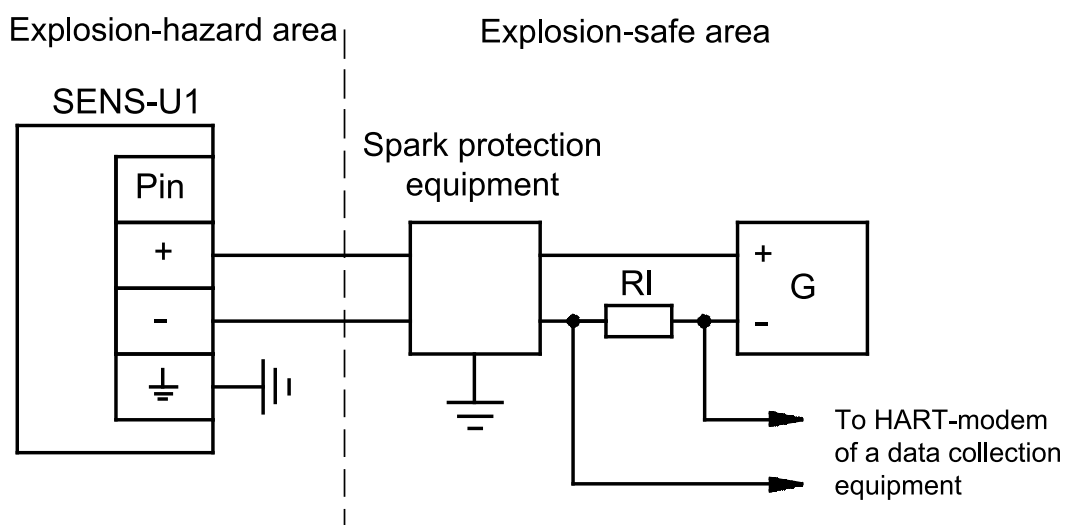 Explosion-hazard area
Explosion-safe area
SENS-U1
Spark protection
equipment
Pin
+
-
RI
+
G
-
To HART-modem
of a data collection
equipment